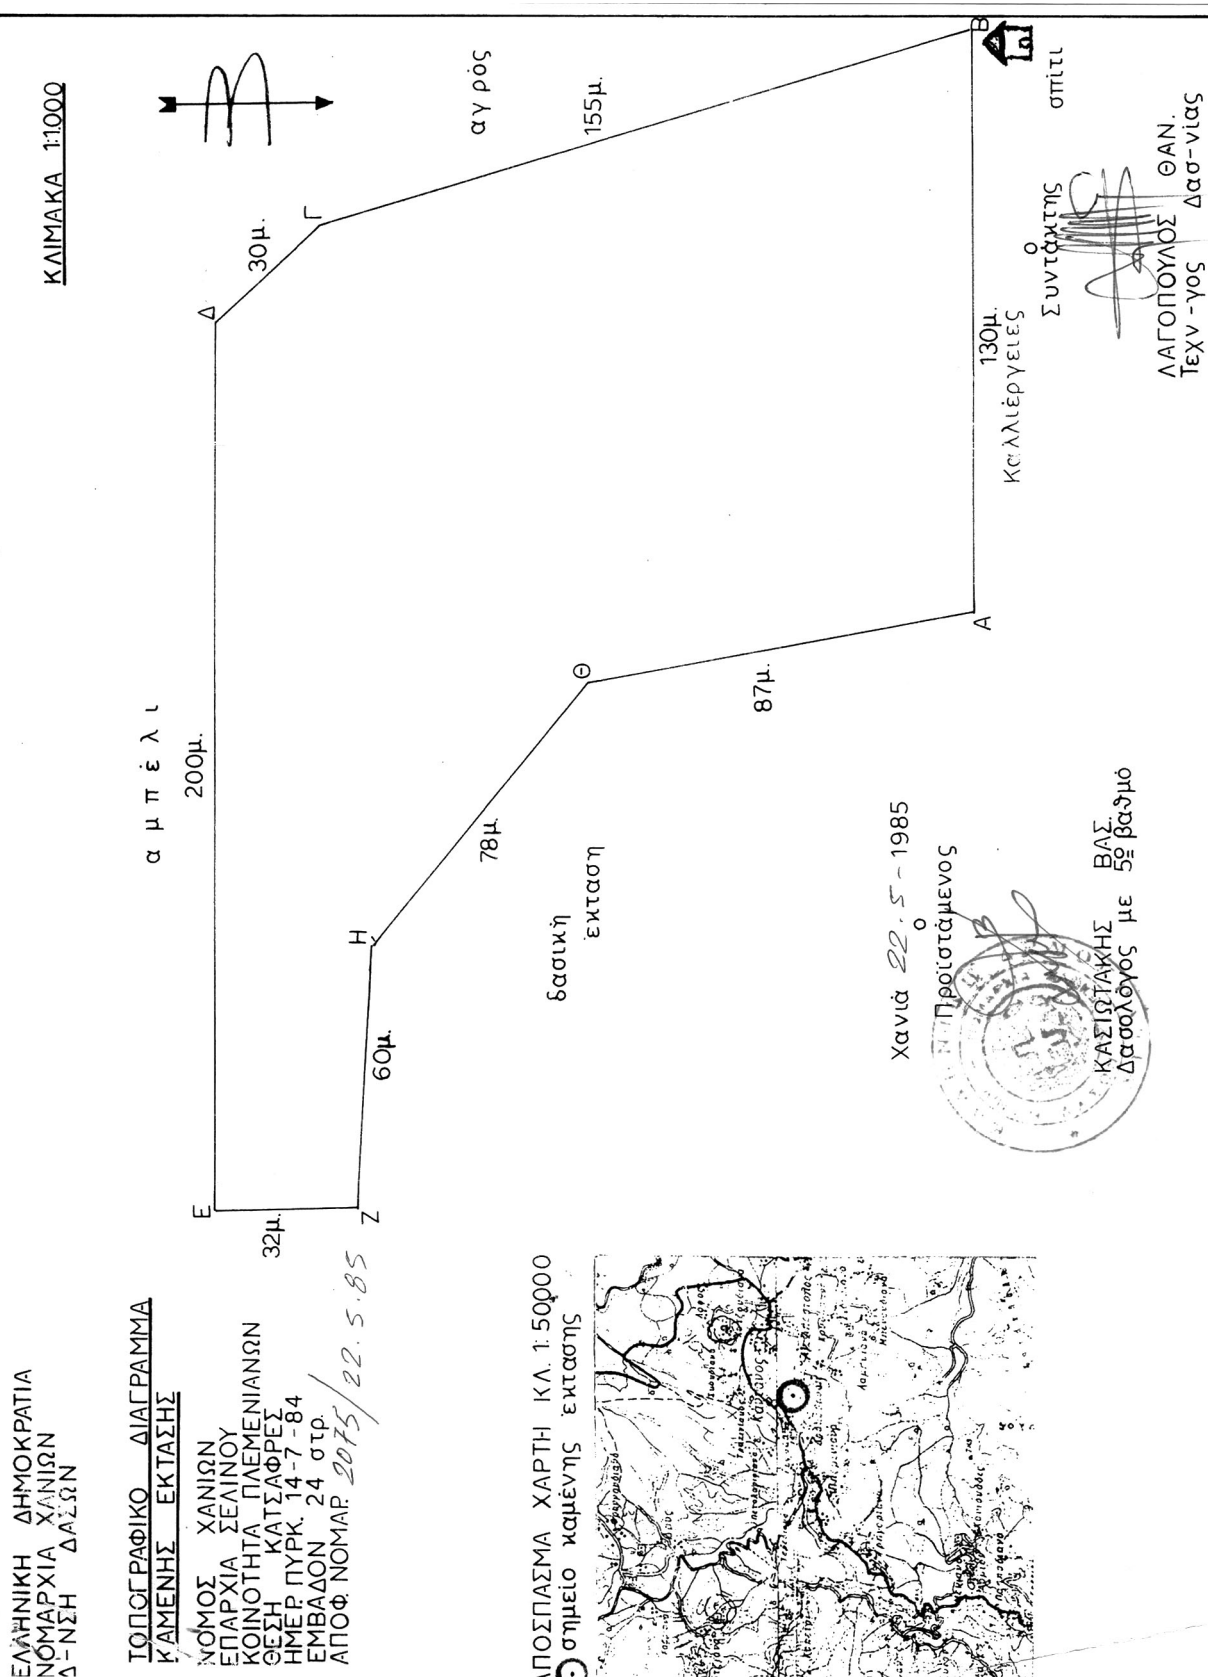 ΕΛΛΗΝΙΚΗ ΔΗΜΟΚΡΑΤΙΑ
ΝΟΜΑΡΧΙΑ ΧΑΝΙΩΝ
Δ-ΝΣΗ ΔΑΣΩΝ
ΤΟΠΟΓΡΑΦΙΚΟ ΔΙΑΓΡΑΜΜΑ
ΚΑΜΕΝΗΣ ΕΚΤΑΣΗΣ
ΝΟΜΟΣ ΧΑΝΙΩΝ
ΕΠΑΡΧΙΑ ΣΕΛΙΝΟΥ
ΚΟΙΝΟΤΗΤΑ ΠΛΕΜΕΝΙΑΝΩΝ
ΘΕΣΗ ΚΑΤΣΑΦΡΕΣ
ΗΜΕΡ. ΠΥΡΚ. 14-7-84
ΕΜΒΑΔΟΝ 24 στρ.
ΑΠΟΦ. ΝΟΜΑΡ. 2075/22.5.85
ΚΛΙΜΑΚΑ 1:1000
αμπέλι
200μ.
Ε
Δ
30μ.
Γ
αγρός
155μ.
Β
σπίτι
32μ.
Ζ
60μ.
Η
78μ.
Θ
87μ.
Α
130μ.
Καλλιέργειες
δασική
έκταση
ΑΠΟΣΠΑΣΜΑ ΧΑΡΤΗ ΚΛ. 1:50000
σημείο καμένης έκτασης
Χανιά 22.5-1985
Ο
Προϊστάμενος
ΚΑΣΙΩΤΑΚΗΣ ΒΑΣ.
Δασολόγος με 5º βαθμό
Ο
Συντάκτης
ΛΑΓΟΠΟΥΛΟΣ ΘΑΝ.
Τεχν-γος Δασ-νίας